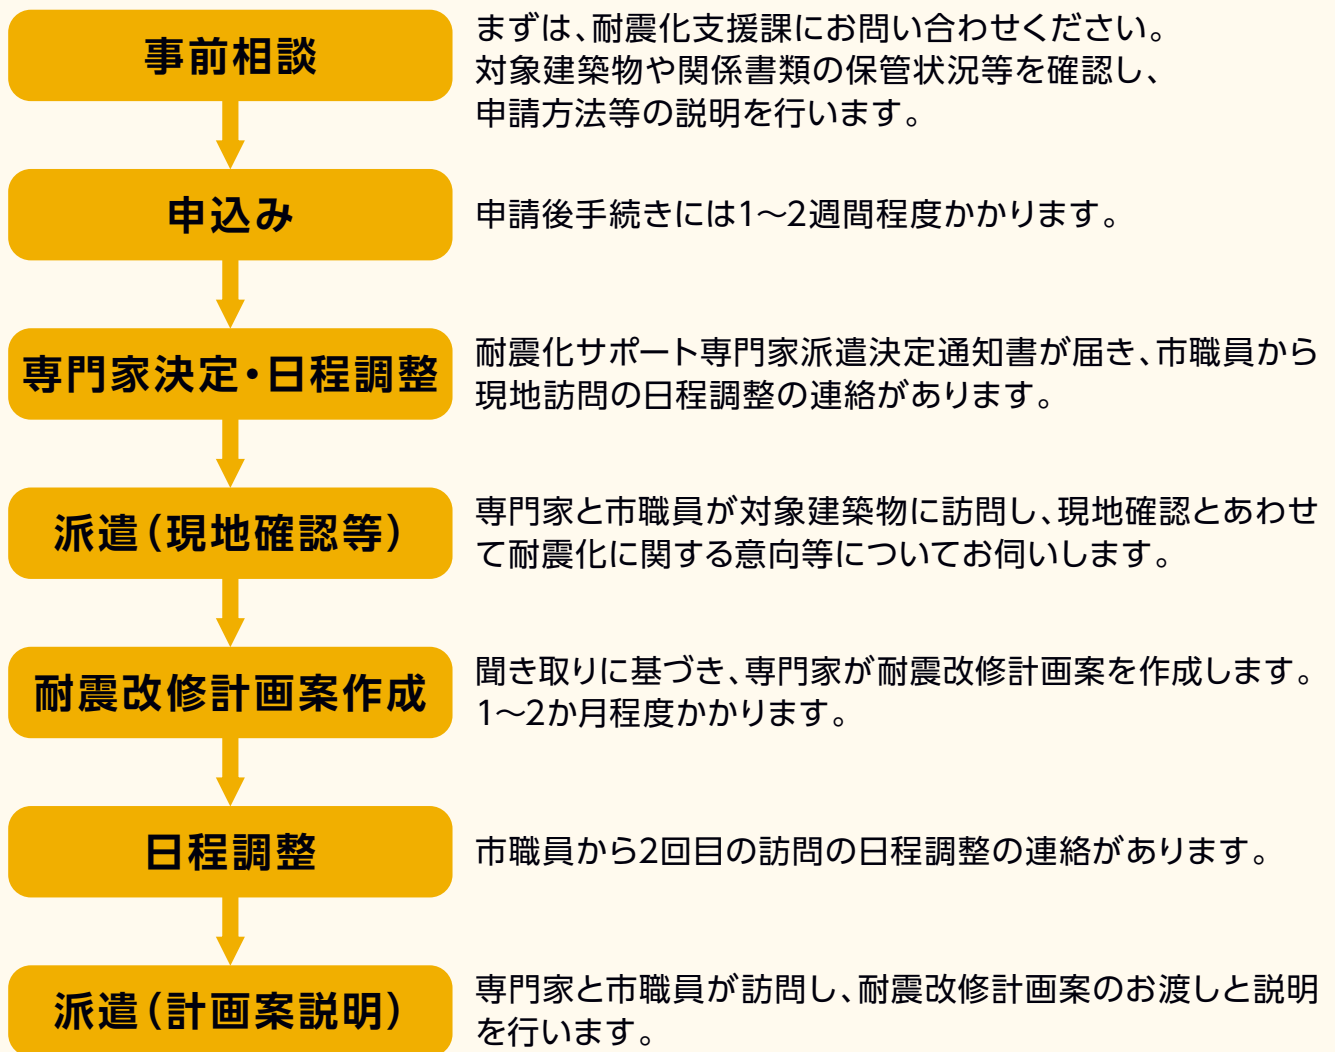 事前相談
まずは、耐震化支援課にお問い合わせください。
対象建築物や関係書類の保管状況等を確認し、
申請方法等の説明を行います。
申込み
申請後手続きには1～2週間程度かかります。
専門家決定・日程調整
耐震化サポート専門家派遣決定通知書が届き、市職員から
現地訪問の日程調整の連絡があります。
派遣（現地確認等）
専門家と市職員が対象建築物に訪問し、現地確認とあわせ
て耐震化に関する意向等についてお伺いします。
耐震改修計画案作成
聞き取りに基づき、専門家が耐震改修計画案を作成します。
1～2か月程度かかります。
日程調整
市職員から2回目の訪問の日程調整の連絡があります。
派遣（計画案説明）
専門家と市職員が訪問し、耐震改修計画案のお渡しと説明
を行います。